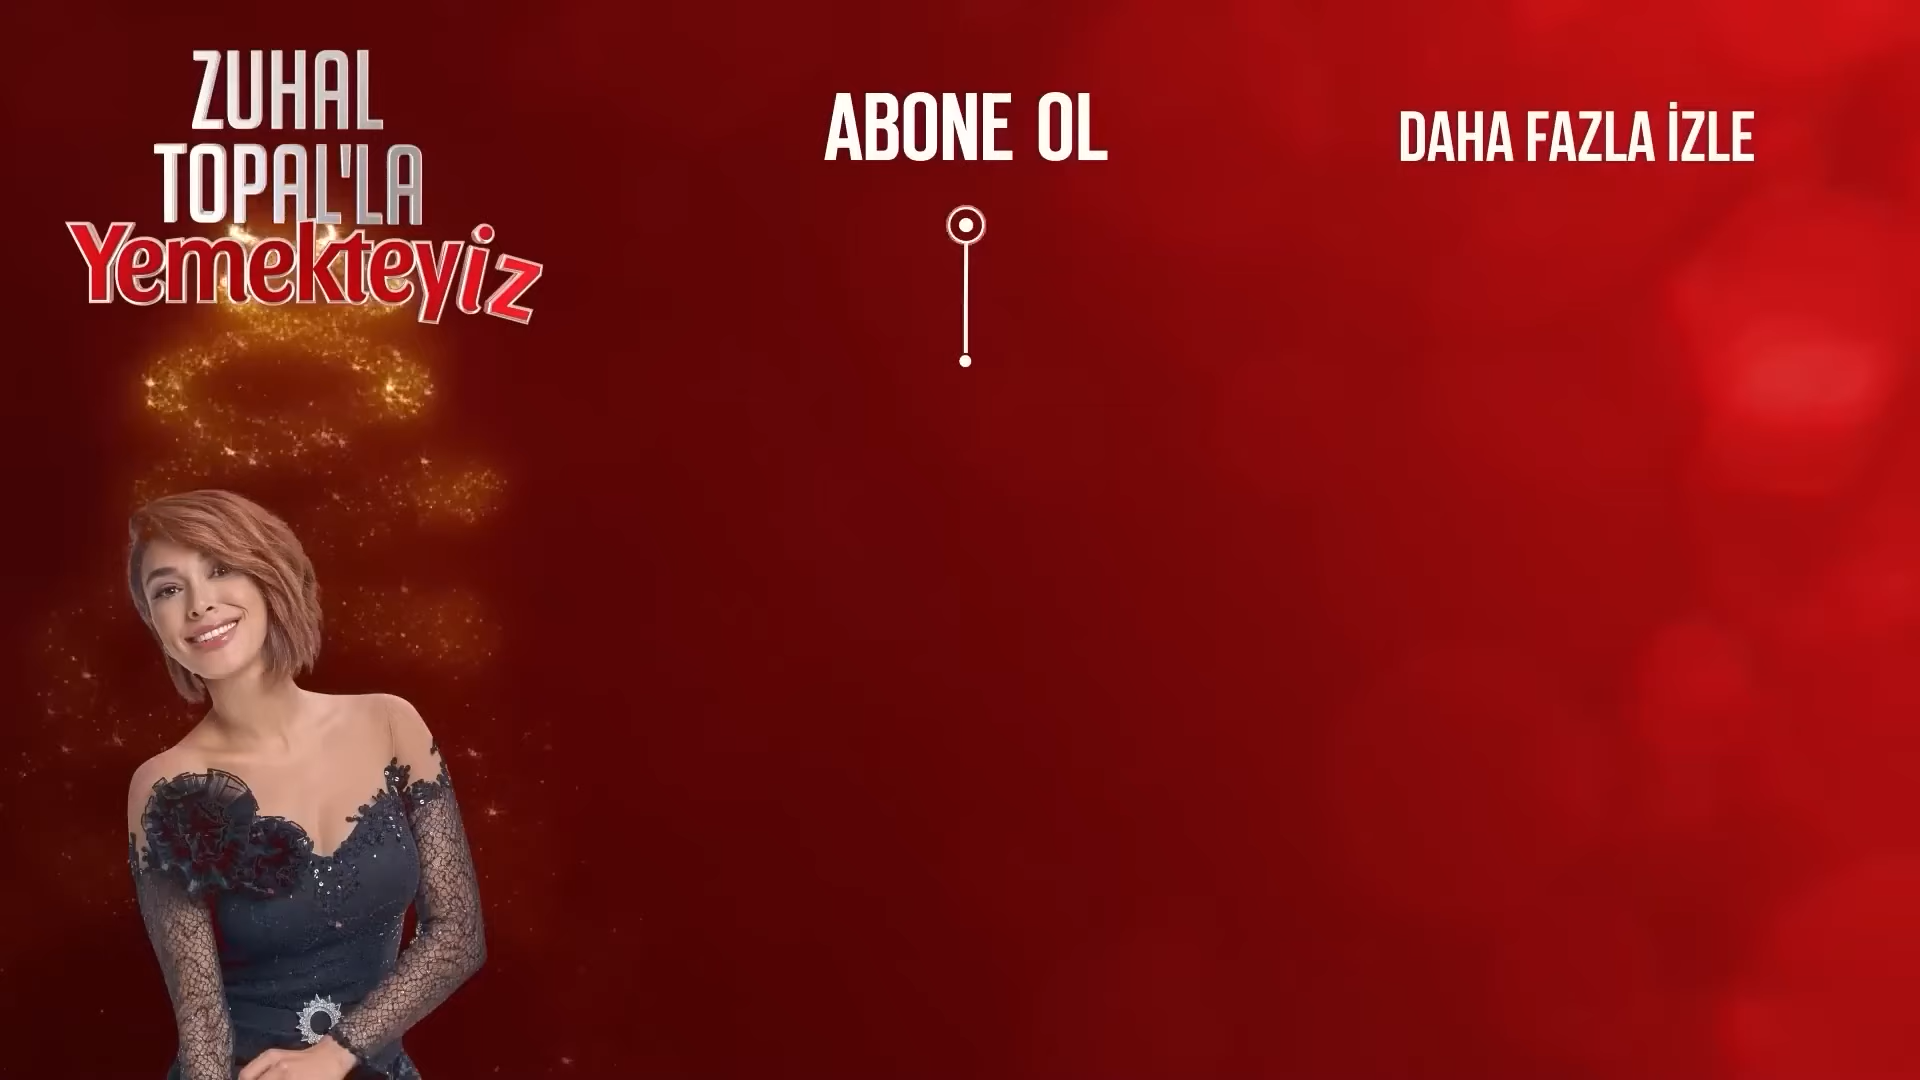 ZUHAL
TOPAL'LA
Yemekteyiz
ABONE OL
DAHA FAZLA İZLE